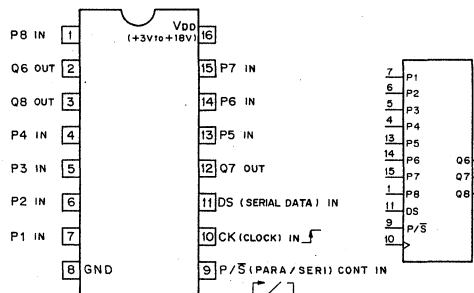 P8 IN 1
VDD 16
(+3V to +18V)
Q6 OUT 2
15 P7 IN
Q8 OUT 3
14 P6 IN
P4 IN 4
13 P5 IN
P3 IN 5
12 Q7 OUT
P2 IN 6
11 DS (SERIAL DATA) IN
P1 IN 7
10 CK (CLOCK) IN
8 GND
9 P/S̅ (PARA / SERI) CONT IN
7 P1
6 P2
5 P3
4 P4
13 P5
14 P6 Q6
15 P7 Q7
1 P8 Q8
11 DS
9 P/S̅
10